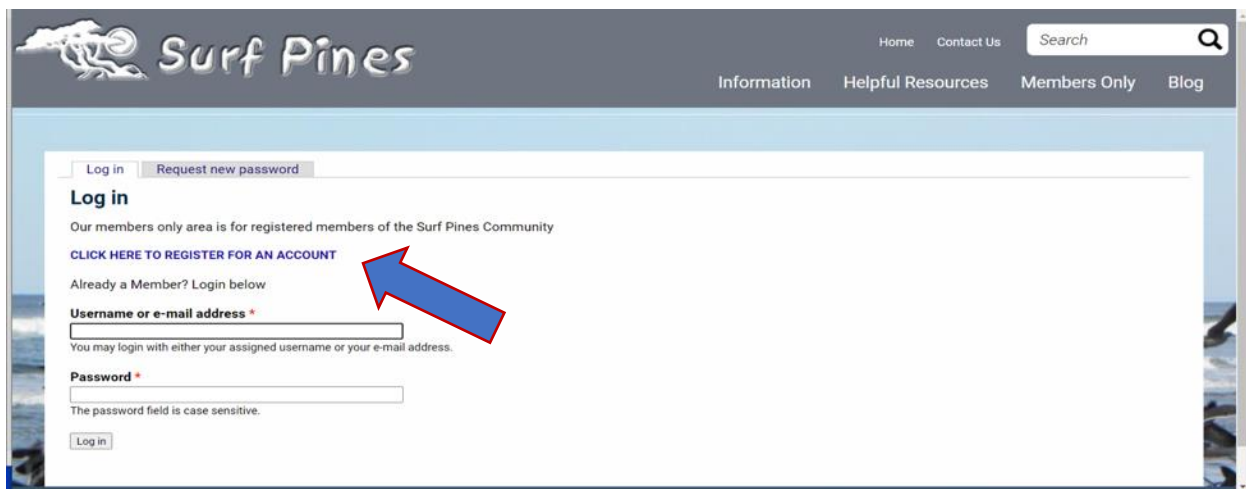 Surf Pines
Home Contact Us Search
Information Helpful Resources Members Only Blog
Log in Request new password
Log in
Our members only area is for registered members of the Surf Pines Community
CLICK HERE TO REGISTER FOR AN ACCOUNT
Already a Member? Login below
Username or e-mail address *
You may login with either your assigned username or your e-mail address.
Password *
The password field is case sensitive.
Log in